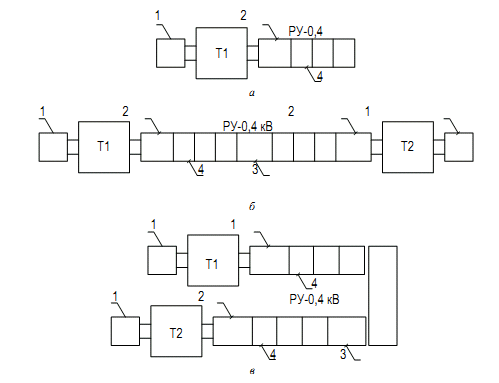 1 2
РУ-0,4
Т1
4
а
1 2 2 1
РУ-0,4 кВ
Т1 Т2
4 3
б
1 1
Т1
4
РУ-0,4 кВ
1 2
Т2
4 3
в